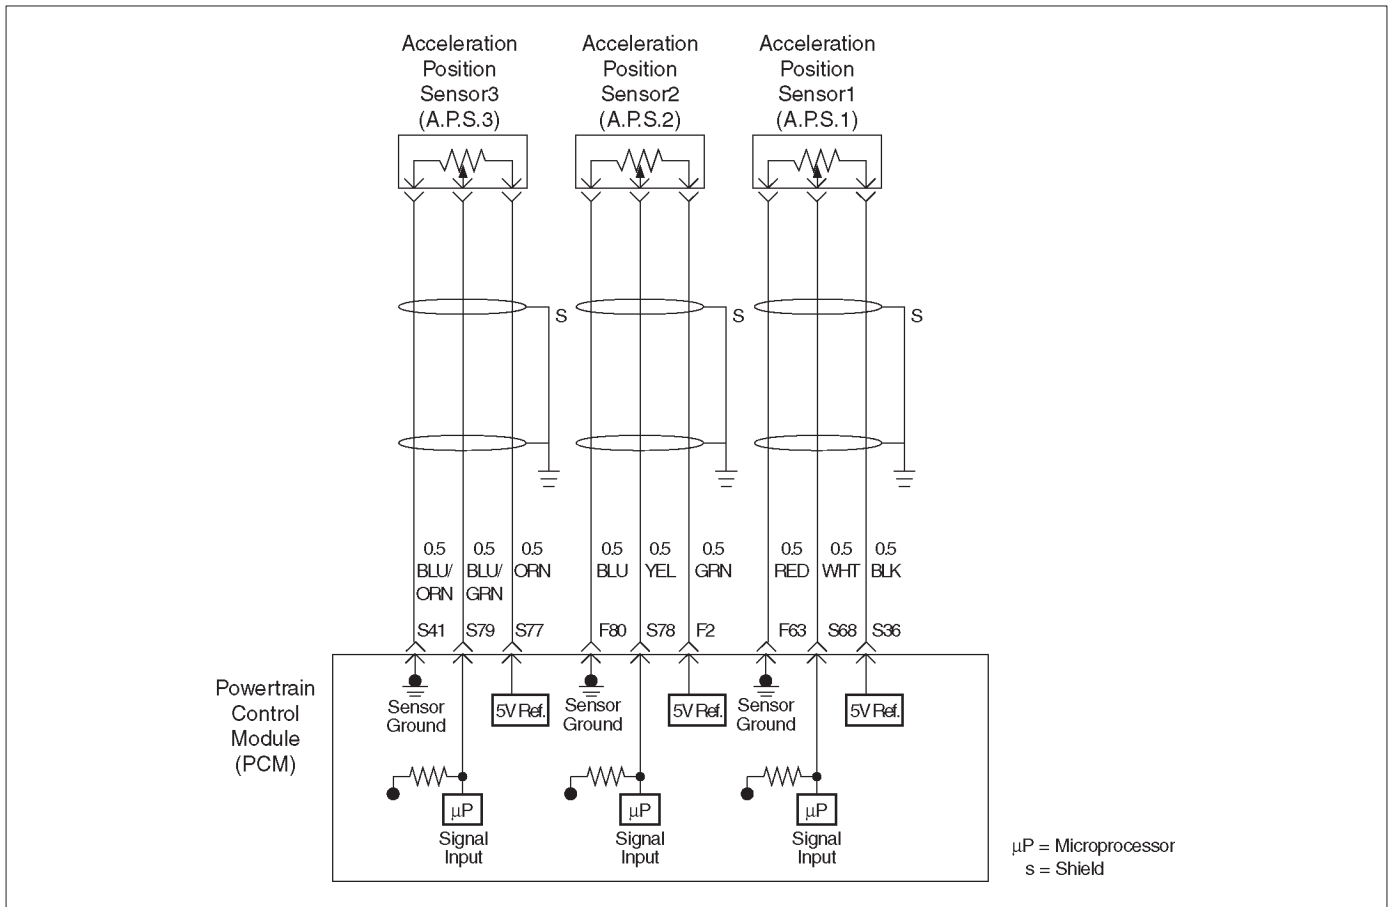 Acceleration
Position
Sensor3
(A.P.S.3)
Acceleration
Position
Sensor2
(A.P.S.2)
Acceleration
Position
Sensor1
(A.P.S.1)
S
S
S
0.5
BLU/
ORN
0.5
BLU/
GRN
0.5
ORN
0.5
BLU
0.5
YEL
0.5
GRN
0.5
RED
0.5
WHT
0.5
BLK
S41
S79
S77
F80
S78
F2
F63
S68
S36
Powertrain
Control
Module
(PCM)
Sensor
Ground
5V Ref.
Sensor
Ground
5V Ref.
Sensor
Ground
5V Ref.
µP
Signal
Input
µP
Signal
Input
µP
Signal
Input
µP = Microprocessor
s = Shield